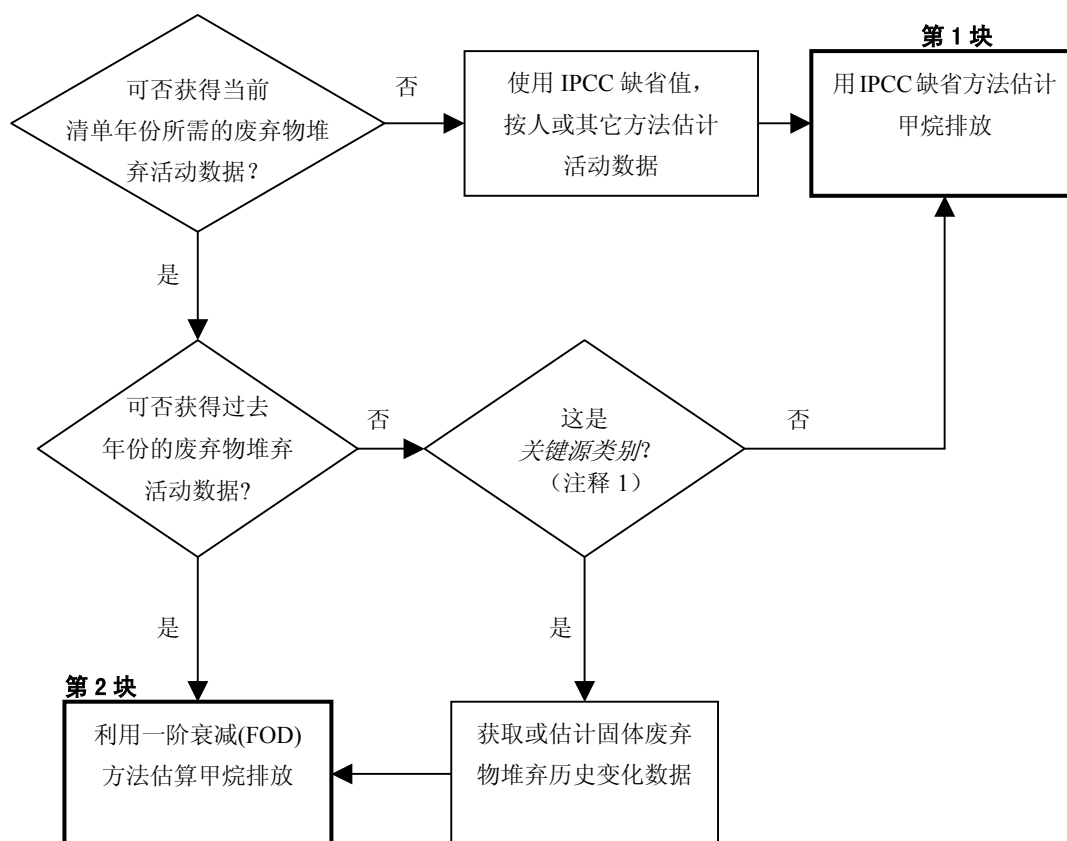 第 1 块
可否获得当前
清单年份所需的废弃物堆
弃活动数据?
否
使用 IPCC 缺省值，
按人或其它方法估计
活动数据
用 IPCC 缺省方法估计
甲烷排放
是
可否获得过去
年份的废弃物堆弃
活动数据?
否
这是
关键源类别?
（注释 1）
否
是
是
第 2 块
利用一阶衰减(FOD)
方法估算甲烷排放
获取或估计固体废弃
物堆弃历史变化数据